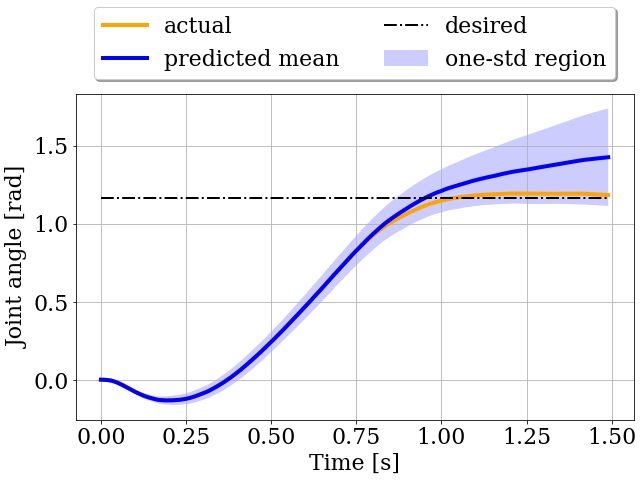 actual
desired
predicted mean
one-std region
Joint angle [rad]
1.5
1.0
0.5
0.0
0.00 0.25 0.50 0.75 1.00 1.25 1.50
Time [s]